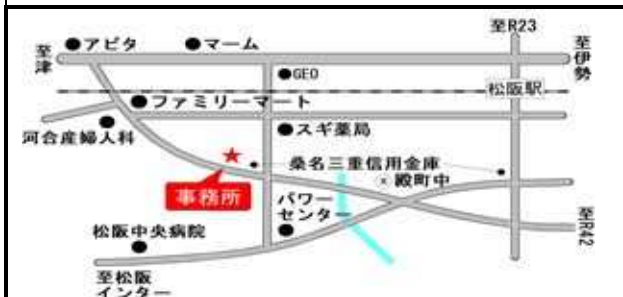 至R23
至津
アピタ
マーム
至伊勢
GEO
松阪駅
ファミリーマート
河合産婦人科
スギ薬局
桑名三重信用金庫
殿町中
事務所
パワー
センター
至R42
松阪中央病院
至松阪
インター